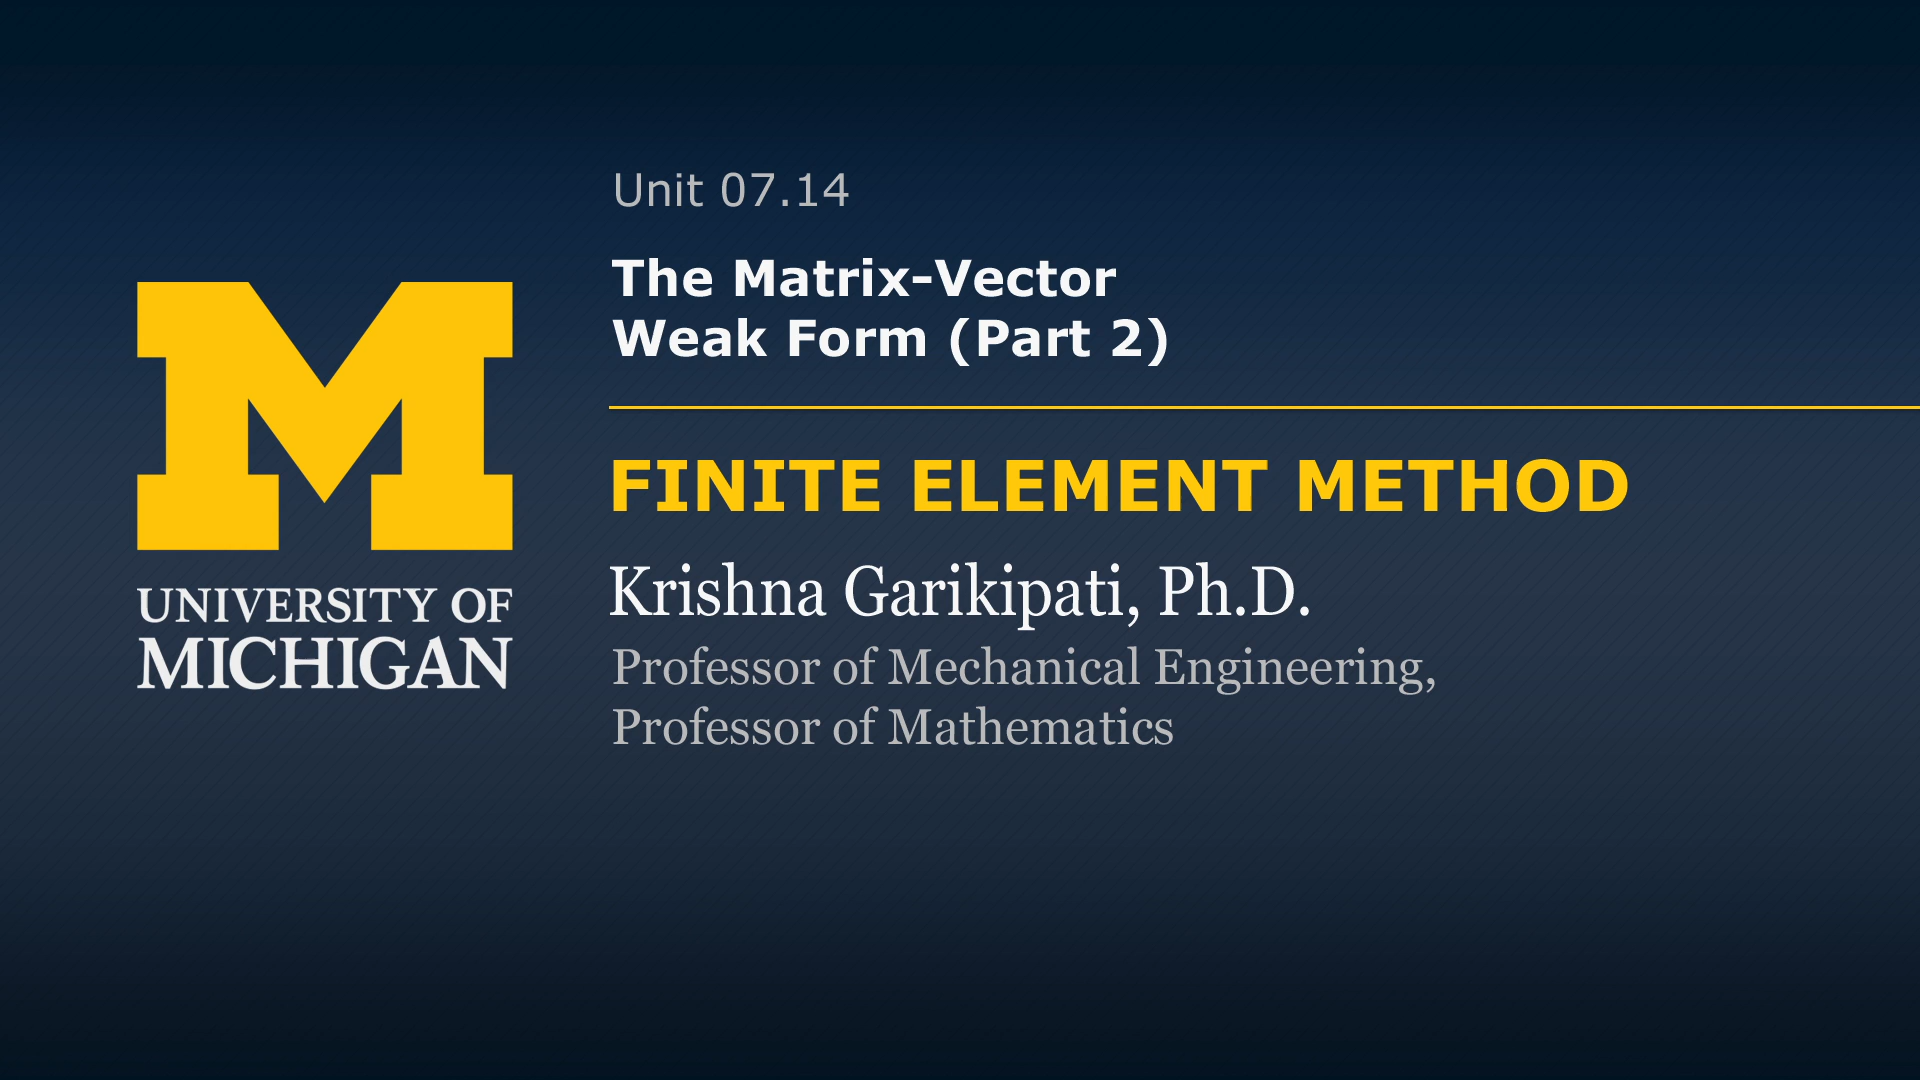 Unit 07.14
The Matrix-Vector
Weak Form (Part 2)
FINITE ELEMENT METHOD
Krishna Garikipati, Ph.D.
Professor of Mechanical Engineering,
Professor of Mathematics
M
UNIVERSITY OF
MICHIGAN